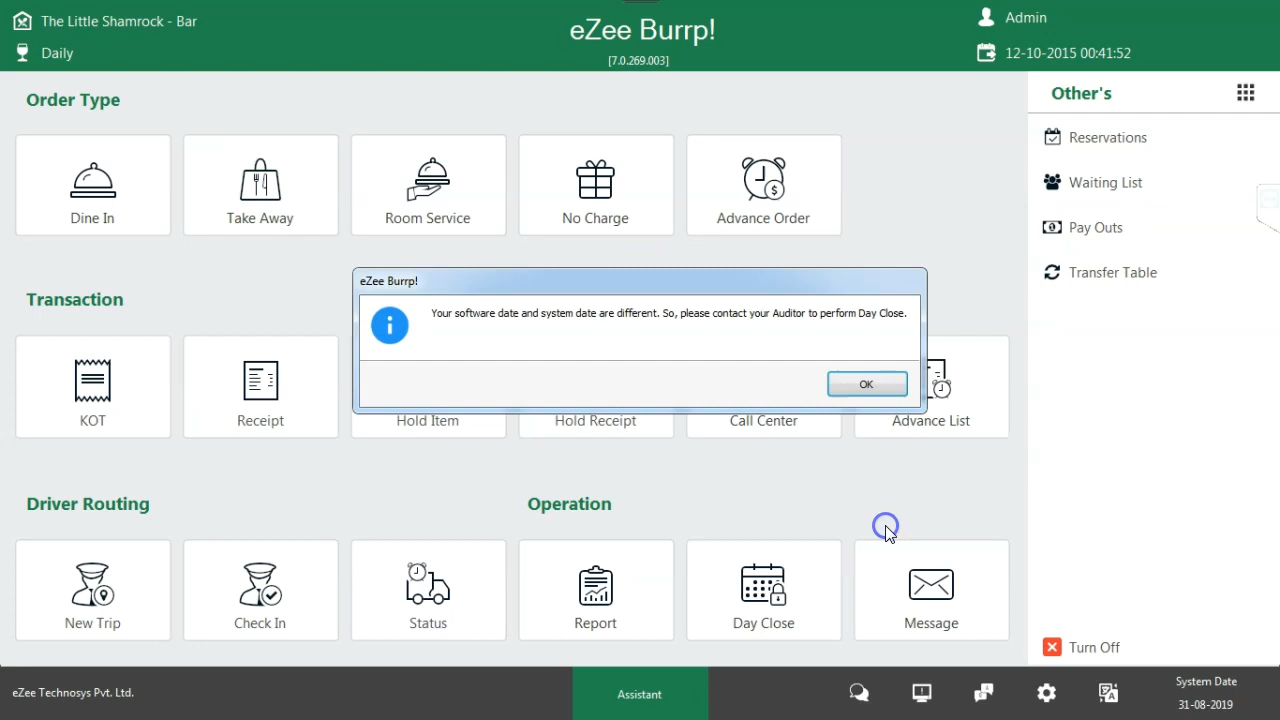 The Little Shamrock - Bar
Daily
eZee Burrp!
[7.0.269.003]
Admin
12-10-2015 00:41:52
Order Type
Dine In
Take Away
Room Service
No Charge
Advance Order
Other's
Reservations
Waiting List
Pay Outs
Transfer Table
Turn Off
Transaction
KOT
Receipt
Hold Item
Hold Receipt
Call Center
Advance List
eZee Burrp!
Your software date and system date are different. So, please contact your Auditor to perform Day Close.
OK
Driver Routing
New Trip
Check In
Status
Operation
Report
Day Close
Message
eZee Technosys Pvt. Ltd.
Assistant
System Date
31-08-2019